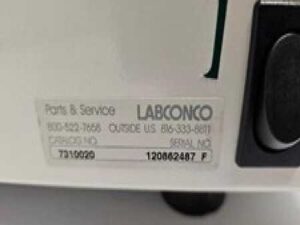 Parts & Service LABCONCO
800-522-7658 OUTSIDE U.S. 816-333-8811
CATALOG NO. SERIAL NO.
7310020 120862487 F